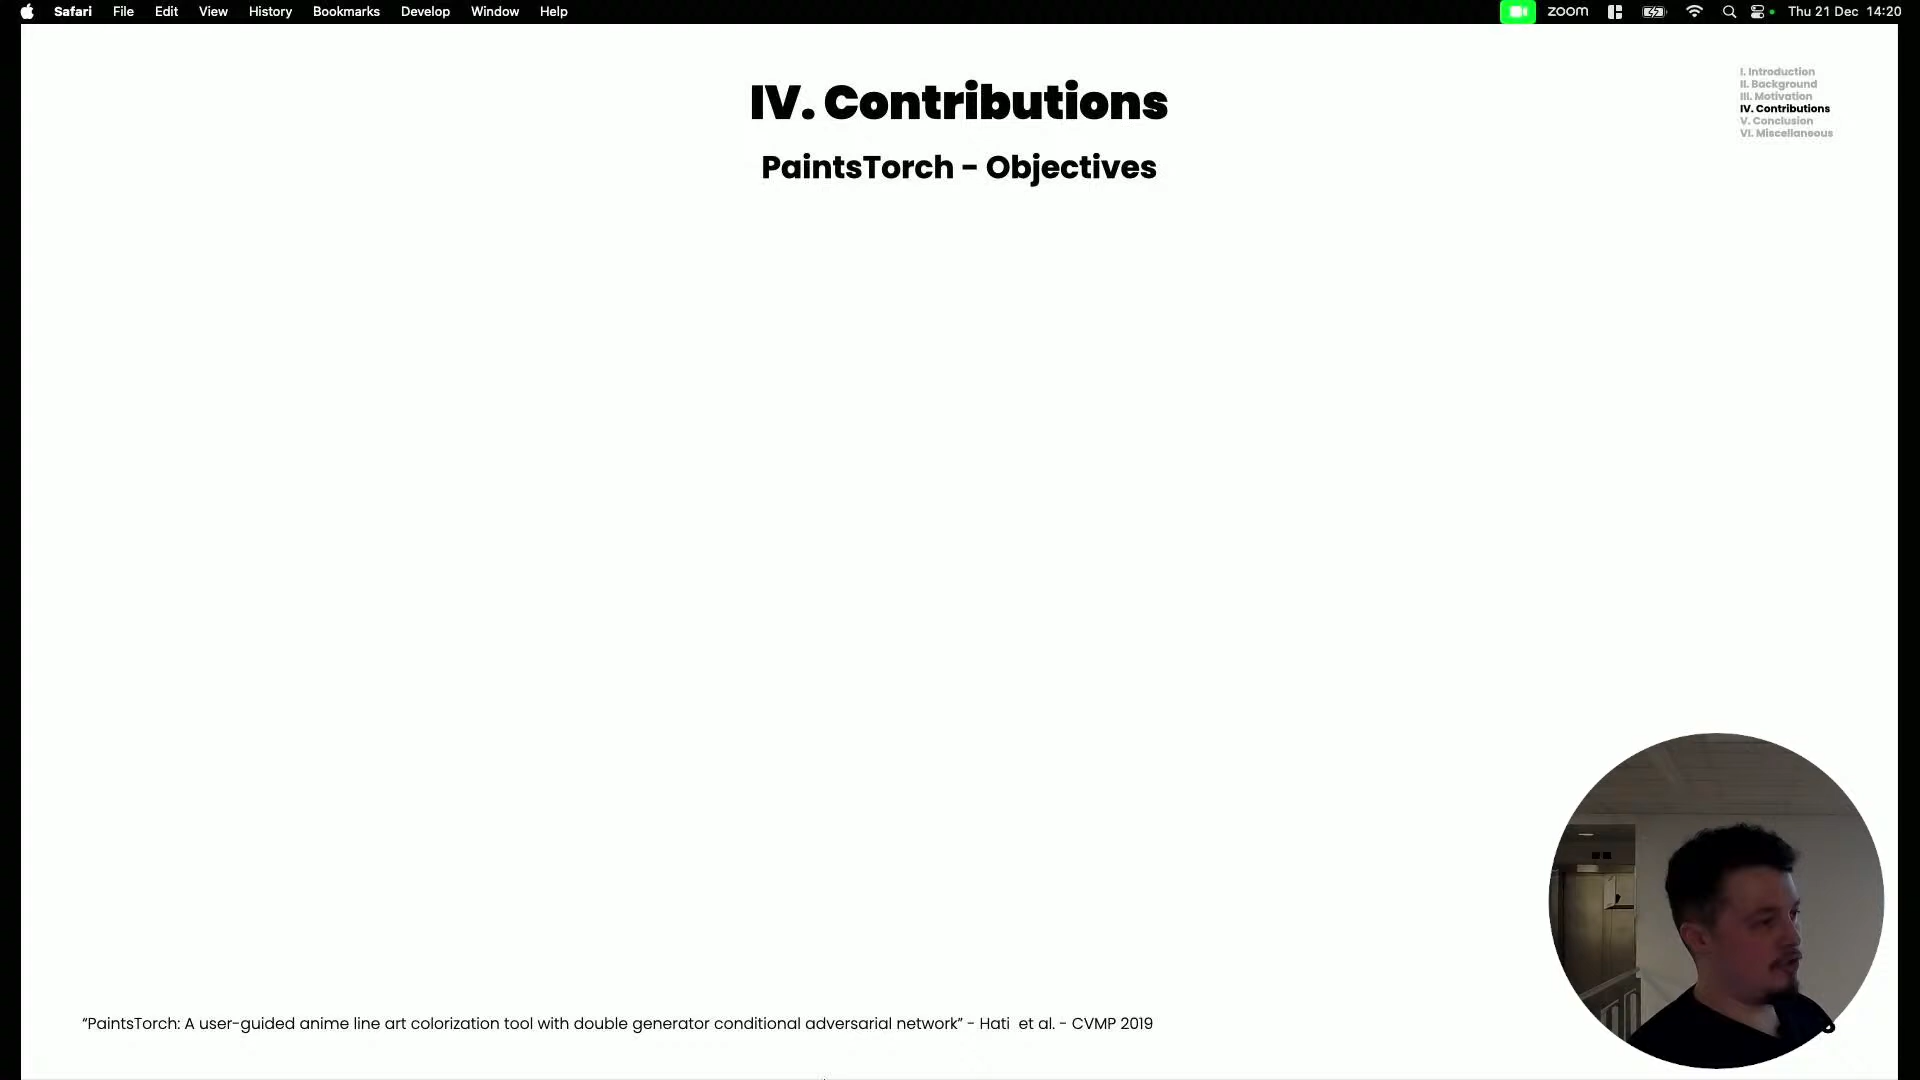 Safari File Edit View History Bookmarks Develop Window Help
zoom Thu 21 Dec 14:20
IV. Contributions
PaintsTorch - Objectives
I. Introduction
II. Background
III. Motivation
IV. Contributions
V. Conclusion
VI. Miscellaneous
“PaintsTorch: A user-guided anime line art colorization tool with double generator conditional adversarial network” - Hati et al. - CVMP 2019